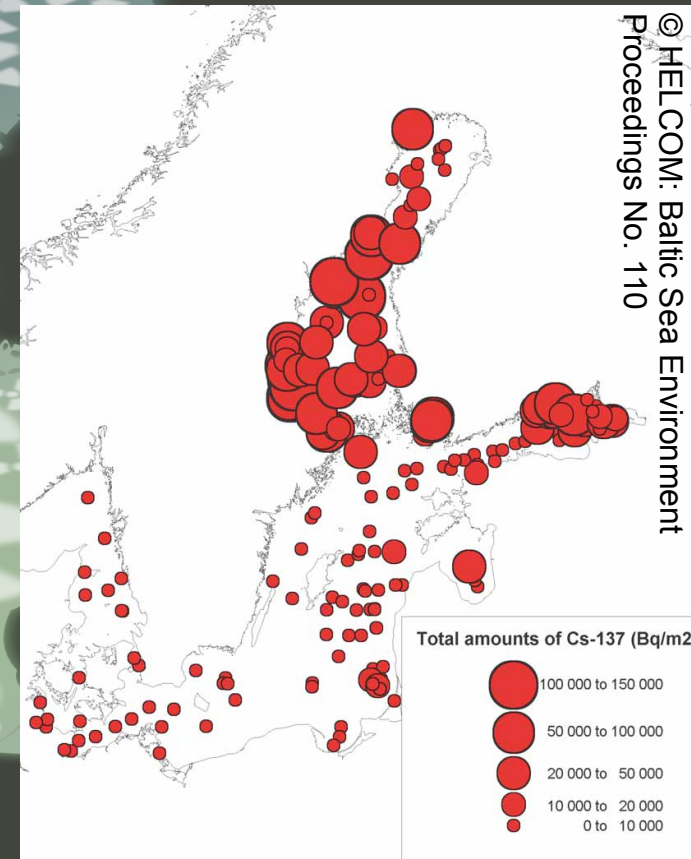 © HELCOM: Baltic Sea Environment
Proceedings No. 110
Total amounts of Cs-137 (Bq/m2
100 000 to 150 000
50 000 to 100 000
20 000 to 50 000
10 000 to 20 000
0 to 10 000